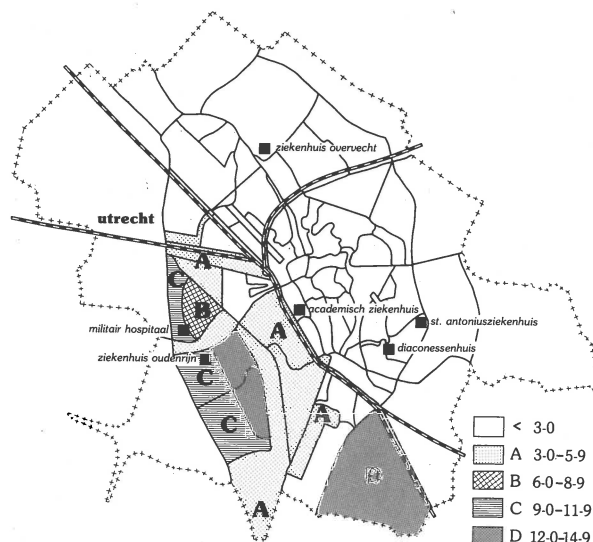 ziekenhuis overvecht
utrecht
A
C
B
academisch ziekenhuis
militair hospitaal
A
st. antoniusziekenhuis
ziekenhuis oudenrijn
diaconessenhuis
C
A
C
D
A
< 3-0
A 3-0-5-9
B 6-0-8-9
C 9-0-11-9
D 12-0-14-9